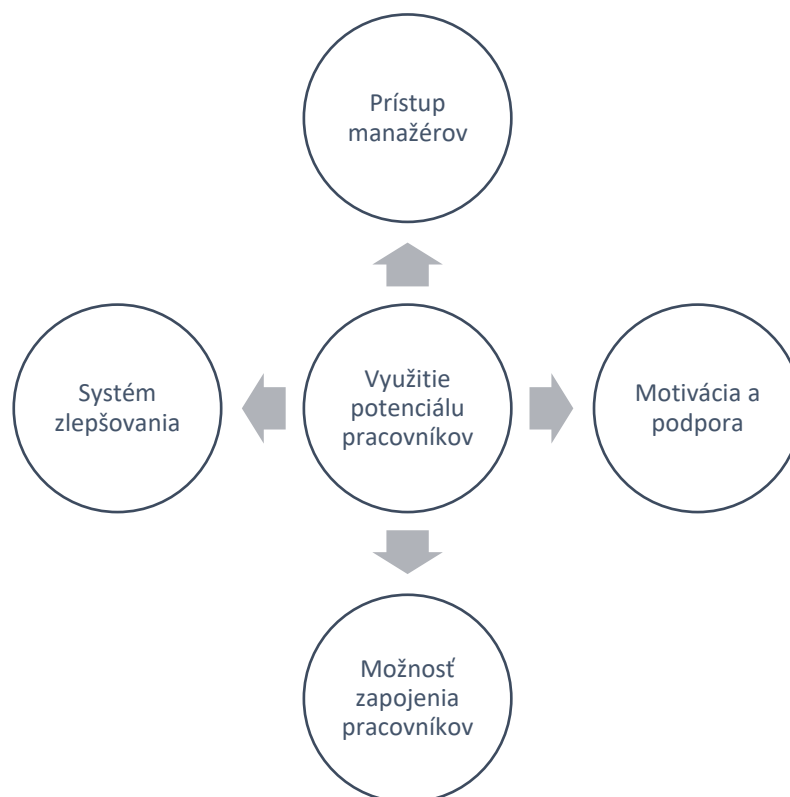 Prístup
manažérov
Systém
zlepšovania
Využitie
potenciálu
pracovníkov
Motivácia a
podpora
Možnosť
zapojenia
pracovníkov